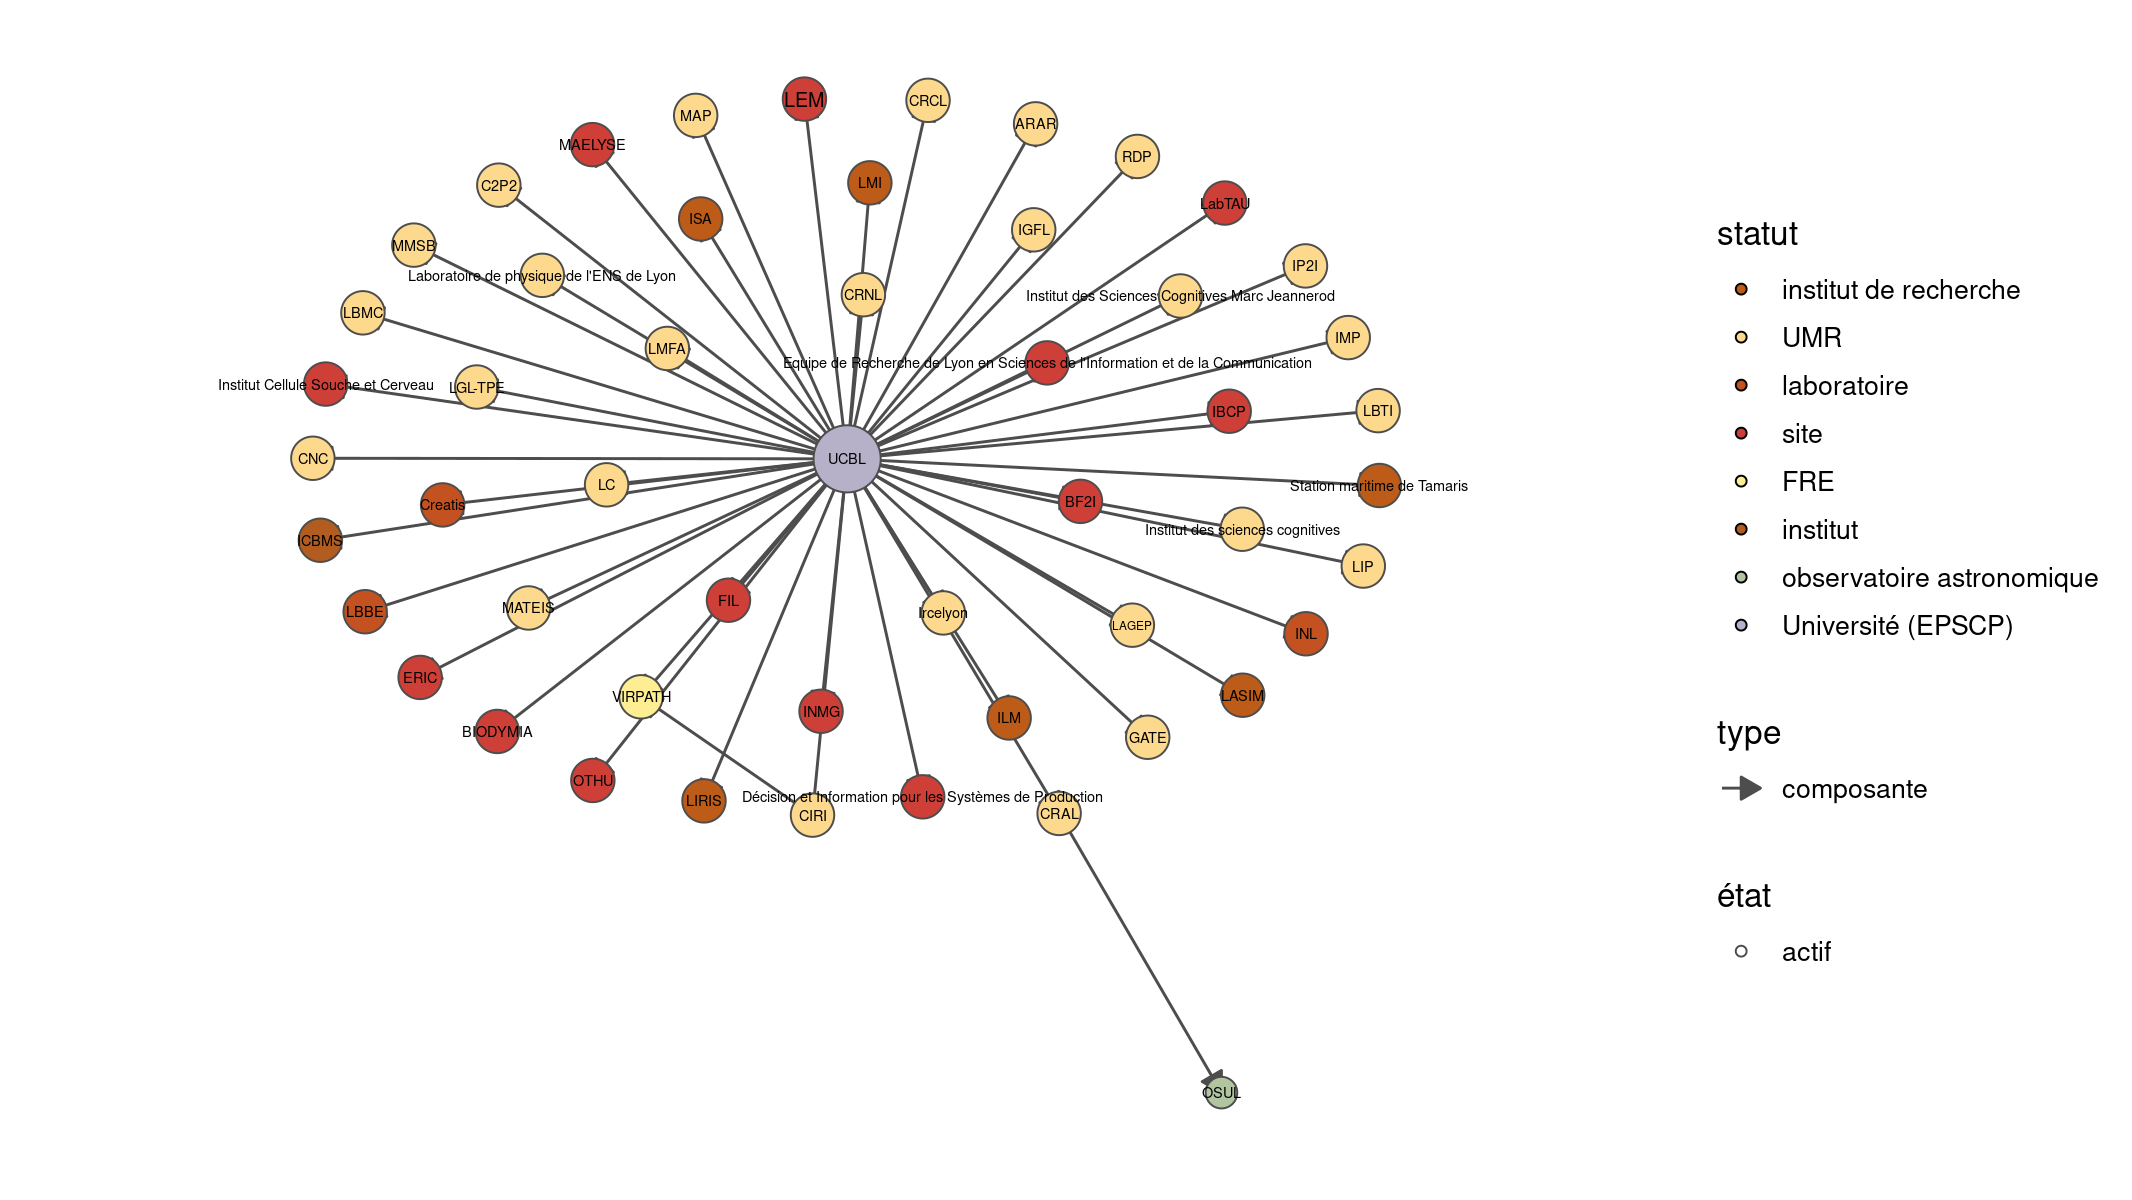 LEM
CRCL
MAP
ARAR
MAELYSE
RDP
LMI
C2P2
LabTAU
ISA
IGFL
MMSB
IP2I
Laboratoire de physique de l'ENS de Lyon
CRNL
Institut des Sciences Cognitives Marc Jeannerod
LBMC
IMP
LMFA
Equipe de Recherche de Lyon en Sciences de l'Information et de la Communication
Institut Cellule Souche et Cerveau
LGL-TPE
IBCP
LBTI
CNC
UCBL
LC
Station maritime de Tamaris
Creatis
BF2I
Institut des sciences cognitives
ICBMS
LIP
FIL
MATEIS
LBBE
Ircelyon
LAGEP
INL
ERIC
VIRPATH
LASIM
INMG
ILM
BIODYMIA
GATE
OTHU
LIRIS
Décision et Information pour les Systèmes de Production
CIRI
CRAL
OSUL
statut
institut de recherche
UMR
laboratoire
site
FRE
institut
observatoire astronomique
Université (EPSCP)
type
composante
état
actif